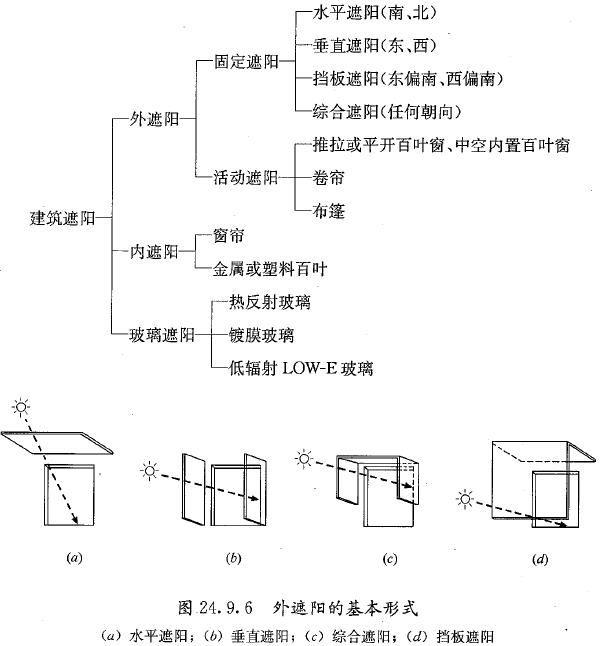 水平遮阳(南、北)
垂直遮阳(东、西)
固定遮阳
挡板遮阳(东偏南、西偏南)
综合遮阳(任何朝向)
外遮阳
推拉或平开百叶窗、中空内置百叶窗
活动遮阳
卷帘
布篷
建筑遮阳
窗帘
内遮阳
金属或塑料百叶
热反射玻璃
玻璃遮阳
镀膜玻璃
低辐射 LOW-E 玻璃
(a) (b) (c) (d)
图 24.9.6 外遮阳的基本形式
(a) 水平遮阳; (b) 垂直遮阳; (c) 综合遮阳; (d) 挡板遮阳